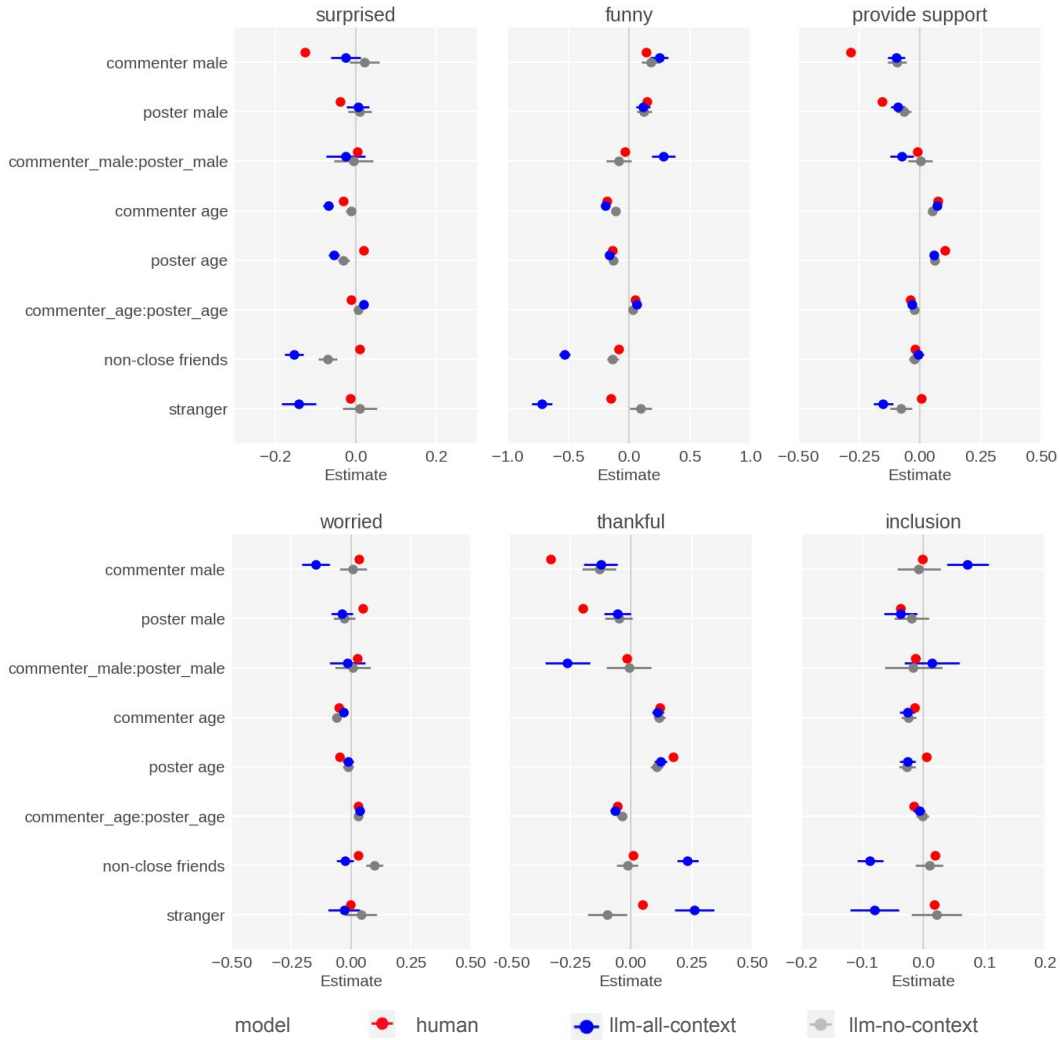 surprised funny provide support
commenter male
poster male
commenter_male:poster_male
commenter age
poster age
commenter_age:poster_age
non-close friends
stranger
−0.2 0.0 0.2 −1.0 −0.5 0.0 0.5 1.0 −0.50 −0.25 0.00 0.25 0.50
Estimate Estimate Estimate
worried thankful inclusion
commenter male
poster male
commenter_male:poster_male
commenter age
poster age
commenter_age:poster_age
non-close friends
stranger
−0.50 −0.25 0.00 0.25 0.50 −0.50 −0.25 0.00 0.25 0.50 −0.2 −0.1 0.0 0.1 0.2
Estimate Estimate Estimate
model human llm-all-context llm-no-context